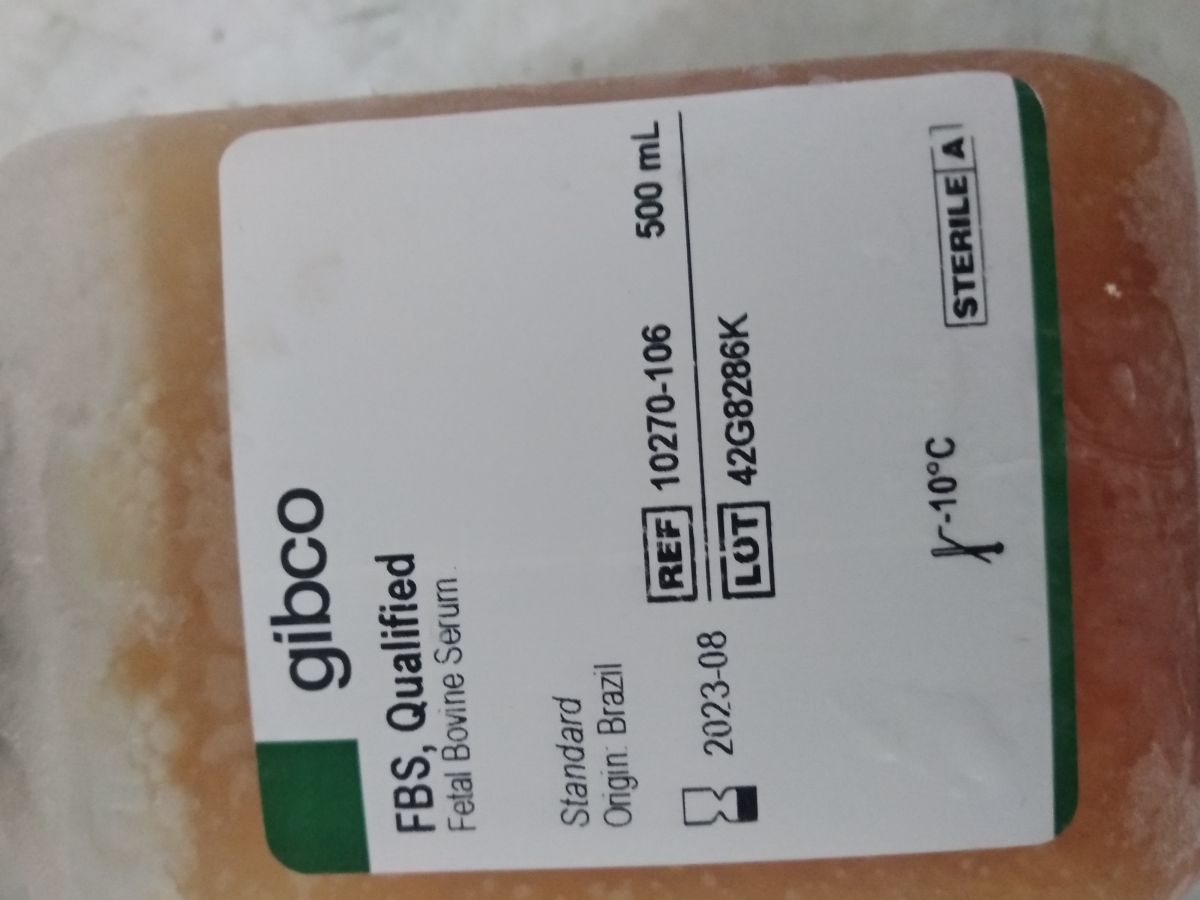 gibco
FBS, Qualified
Fetal Bovine Serum
Standard
Origin: Brazil
REF 10270-106 500 mL
2023-08 LOT 42G8286K
-10°C STERILE A